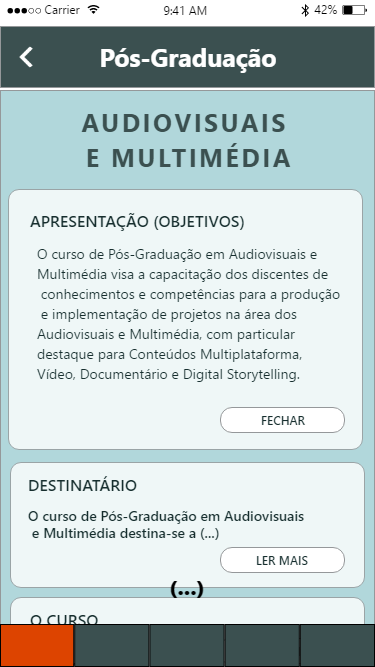 Carrier 9:41 AM 42%
Pós-Graduação
AUDIOVISUAIS
E MULTIMÉDIA
APRESENTAÇÃO (OBJETIVOS)
O curso de Pós-Graduação em Audiovisuais e
Multimédia visa a capacitação dos discentes de
conhecimentos e competências para a produção
e implementação de projetos na área dos
Audiovisuais e Multimédia, com particular
destaque para Conteúdos Multiplataforma,
Vídeo, Documentário e Digital Storytelling.
FECHAR
DESTINATÁRIO
O curso de Pós-Graduação em Audiovisuais
e Multimédia destina-se a (...)
LER MAIS
(...)
O CURSO